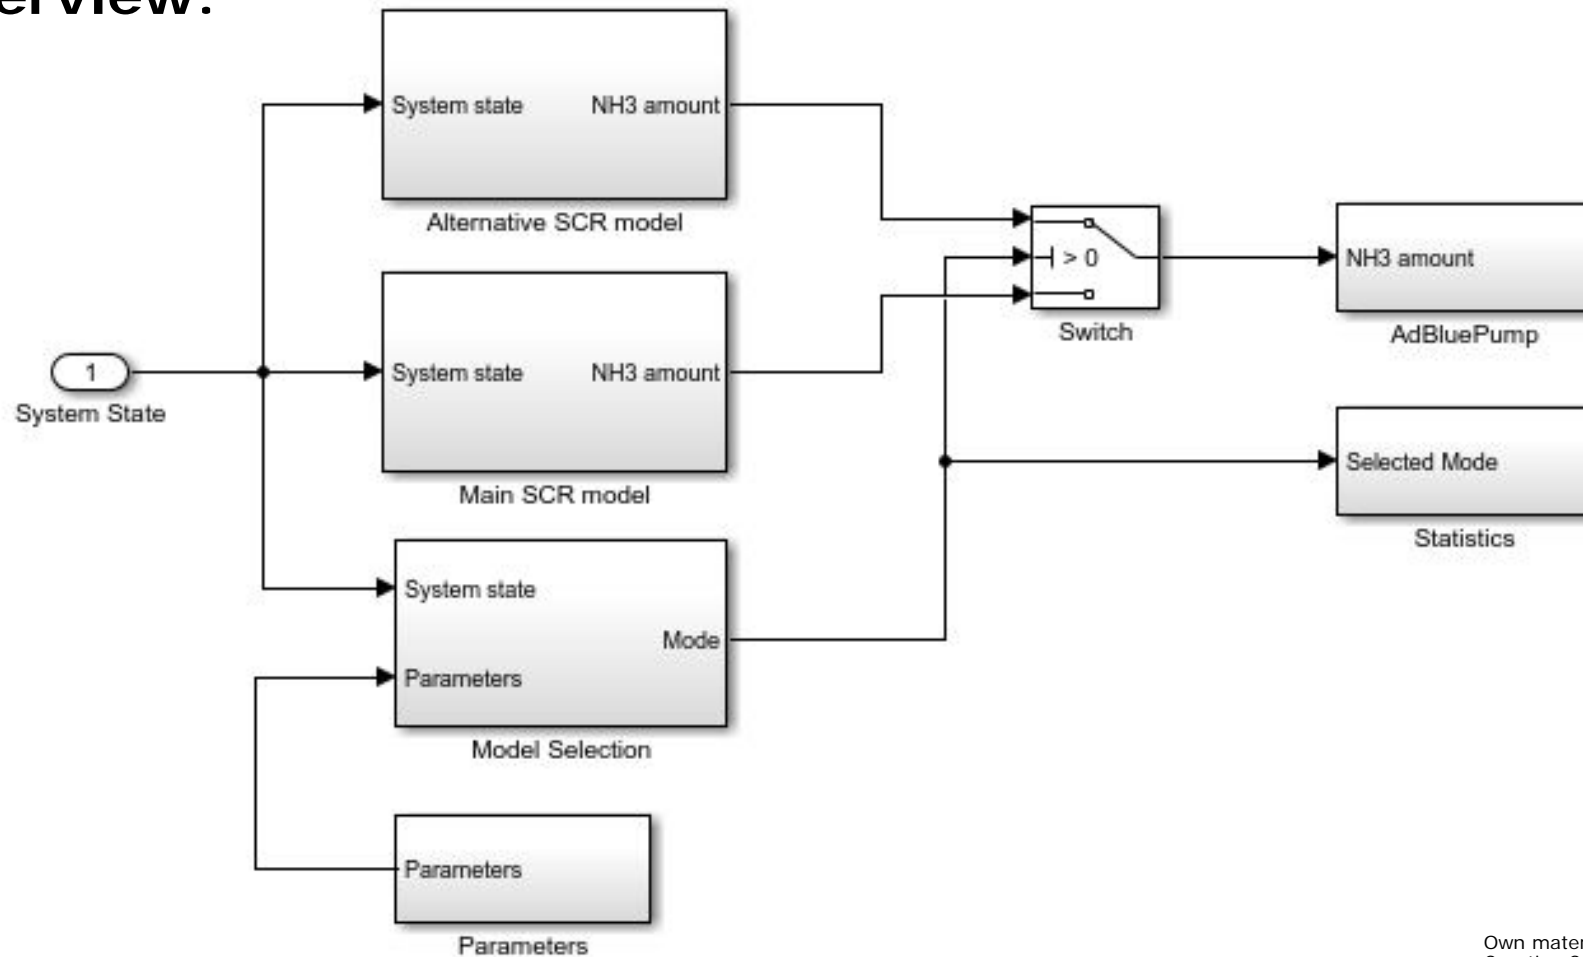 System state NH3 amount
Alternative SCR model
System state NH3 amount
Main SCR model
1
System State
> 0
Switch
NH3 amount
AdBluePump
Selected Mode
Statistics
System state
Mode
Parameters
Model Selection
Parameters
Parameters
Own